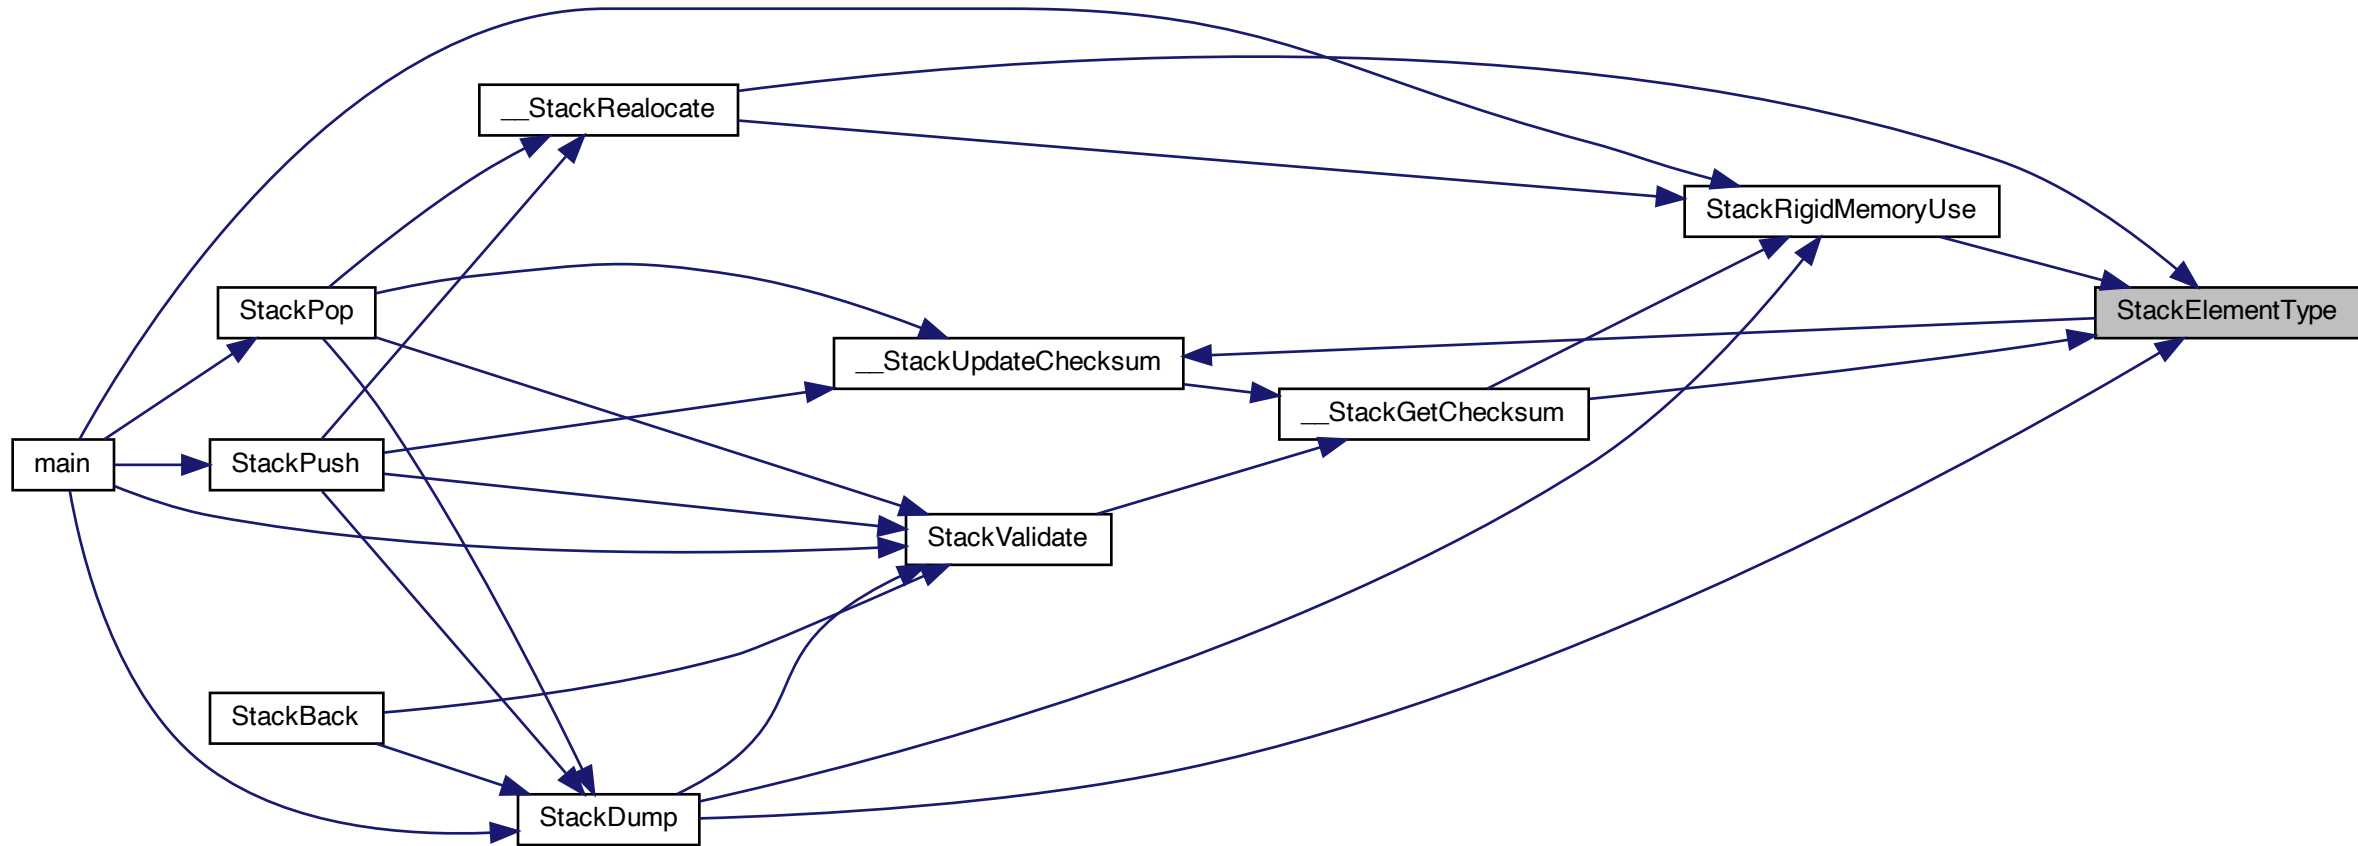 __StackRealocate
StackRigidMemoryUse
StackPop
StackElementType
__StackUpdateChecksum
__StackGetChecksum
main
StackPush
StackValidate
StackBack
StackDump